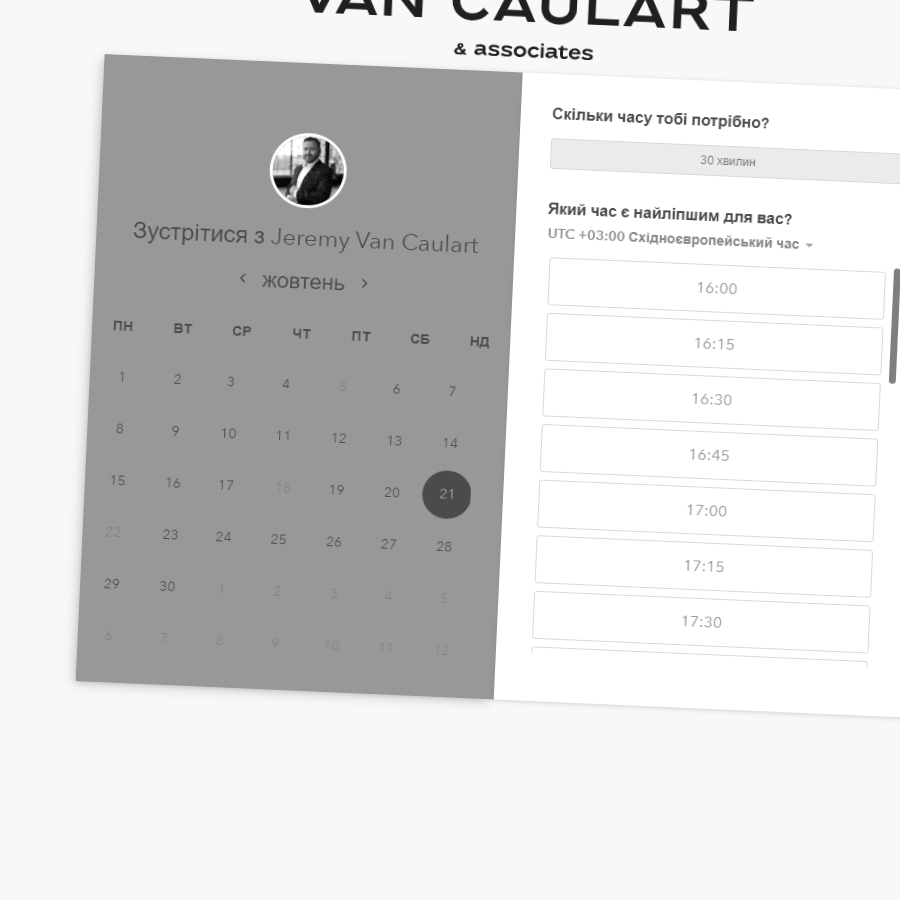 VAN CAULART
& associates
Зустрітися з Jeremy Van Caulart
жовтень
ПН ВТ СР ЧТ ПТ СБ НД
1 2 3 4 5 6 7
8 9 10 11 12 13 14
15 16 17 18 19 20 21
22 23 24 25 26 27 28
29 30 1 2 3 4 5
6 7 8 9 10 11 12
Скільки часу тобі потрібно?
30 хвилин
Який час є найліпшим для вас?
UTC +03:00 Східноєвропейський час
16:00
16:15
16:30
16:45
17:00
17:15
17:30